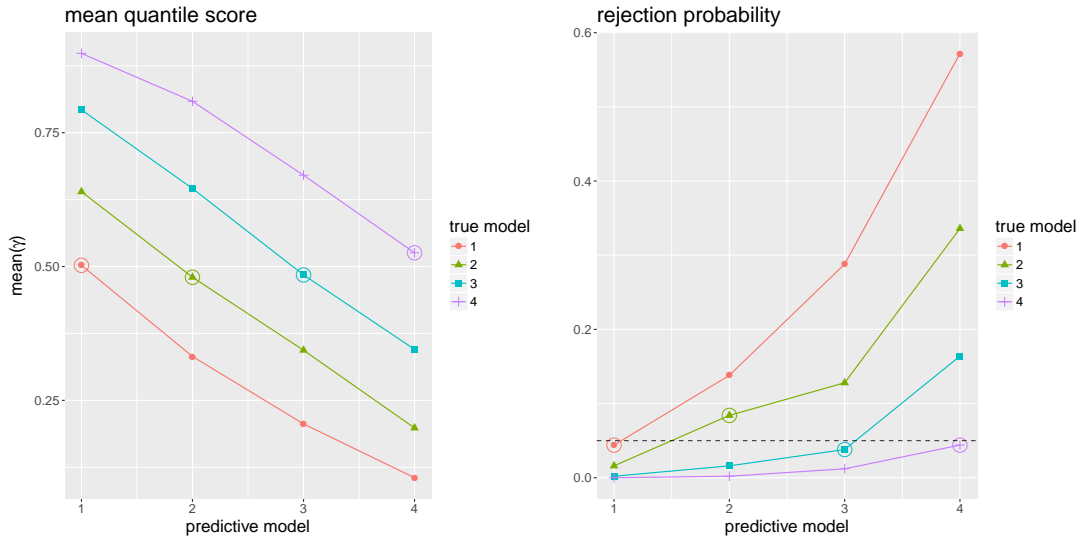 mean quantile score
mean(γ)
0.75
0.50
0.25
1 2 3 4
predictive model
true model
1
2
3
4
rejection probability
0.6
0.4
0.2
0.0
1 2 3 4
predictive model
true model
1
2
3
4